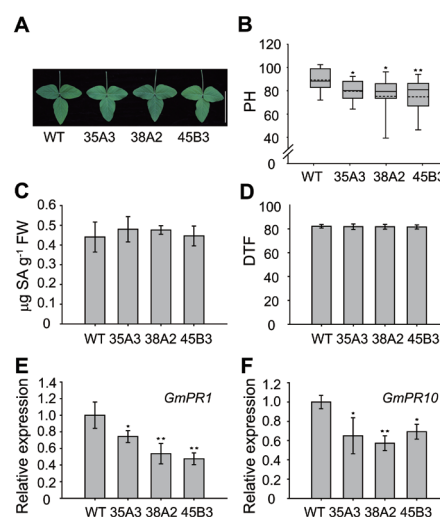 A
WT 35A3 38A2 45B3
B
PH
120
100
80
60
40
0
* * **
WT 35A3 38A2 45B3
C
µg SA g-1 FW
0.6
0.5
0.4
0.3
0.2
0.1
0
WT 35A3 38A2 45B3
D
DTF
100
80
60
40
20
0
WT 35A3 38A2 45B3
E
Relative expression
1.4
1.2
1.0
0.8
0.6
0.4
0.2
0
GmPR1
* ** **
WT 35A3 38A2 45B3
F
Relative expression
1.2
1.0
0.8
0.6
0.4
0.2
0
GmPR10
* ** *
WT 35A3 38A2 45B3